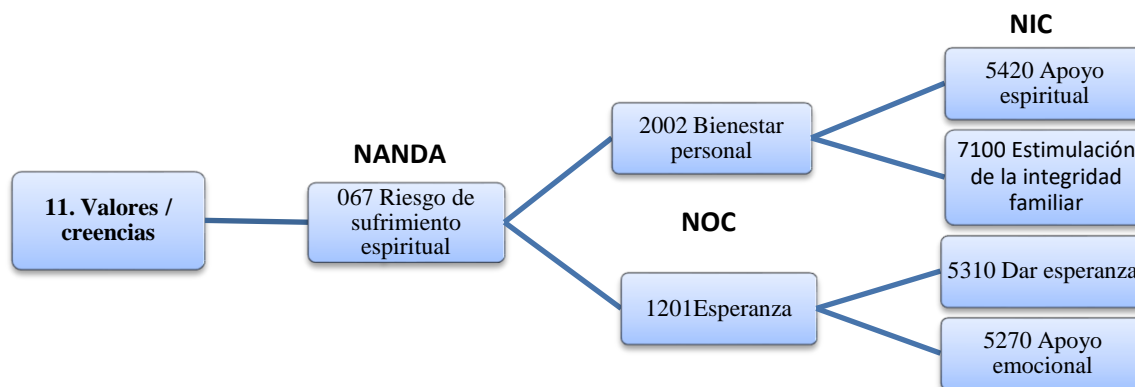 NIC
5420 Apoyo
espiritual
2002 Bienestar
personal
NANDA
7100 Estimulación
de la integridad
familiar
11. Valores /
creencias
067 Riesgo de
sufrimiento
espiritual
NOC
5310 Dar esperanza
1201Esperanza
5270 Apoyo
emocional